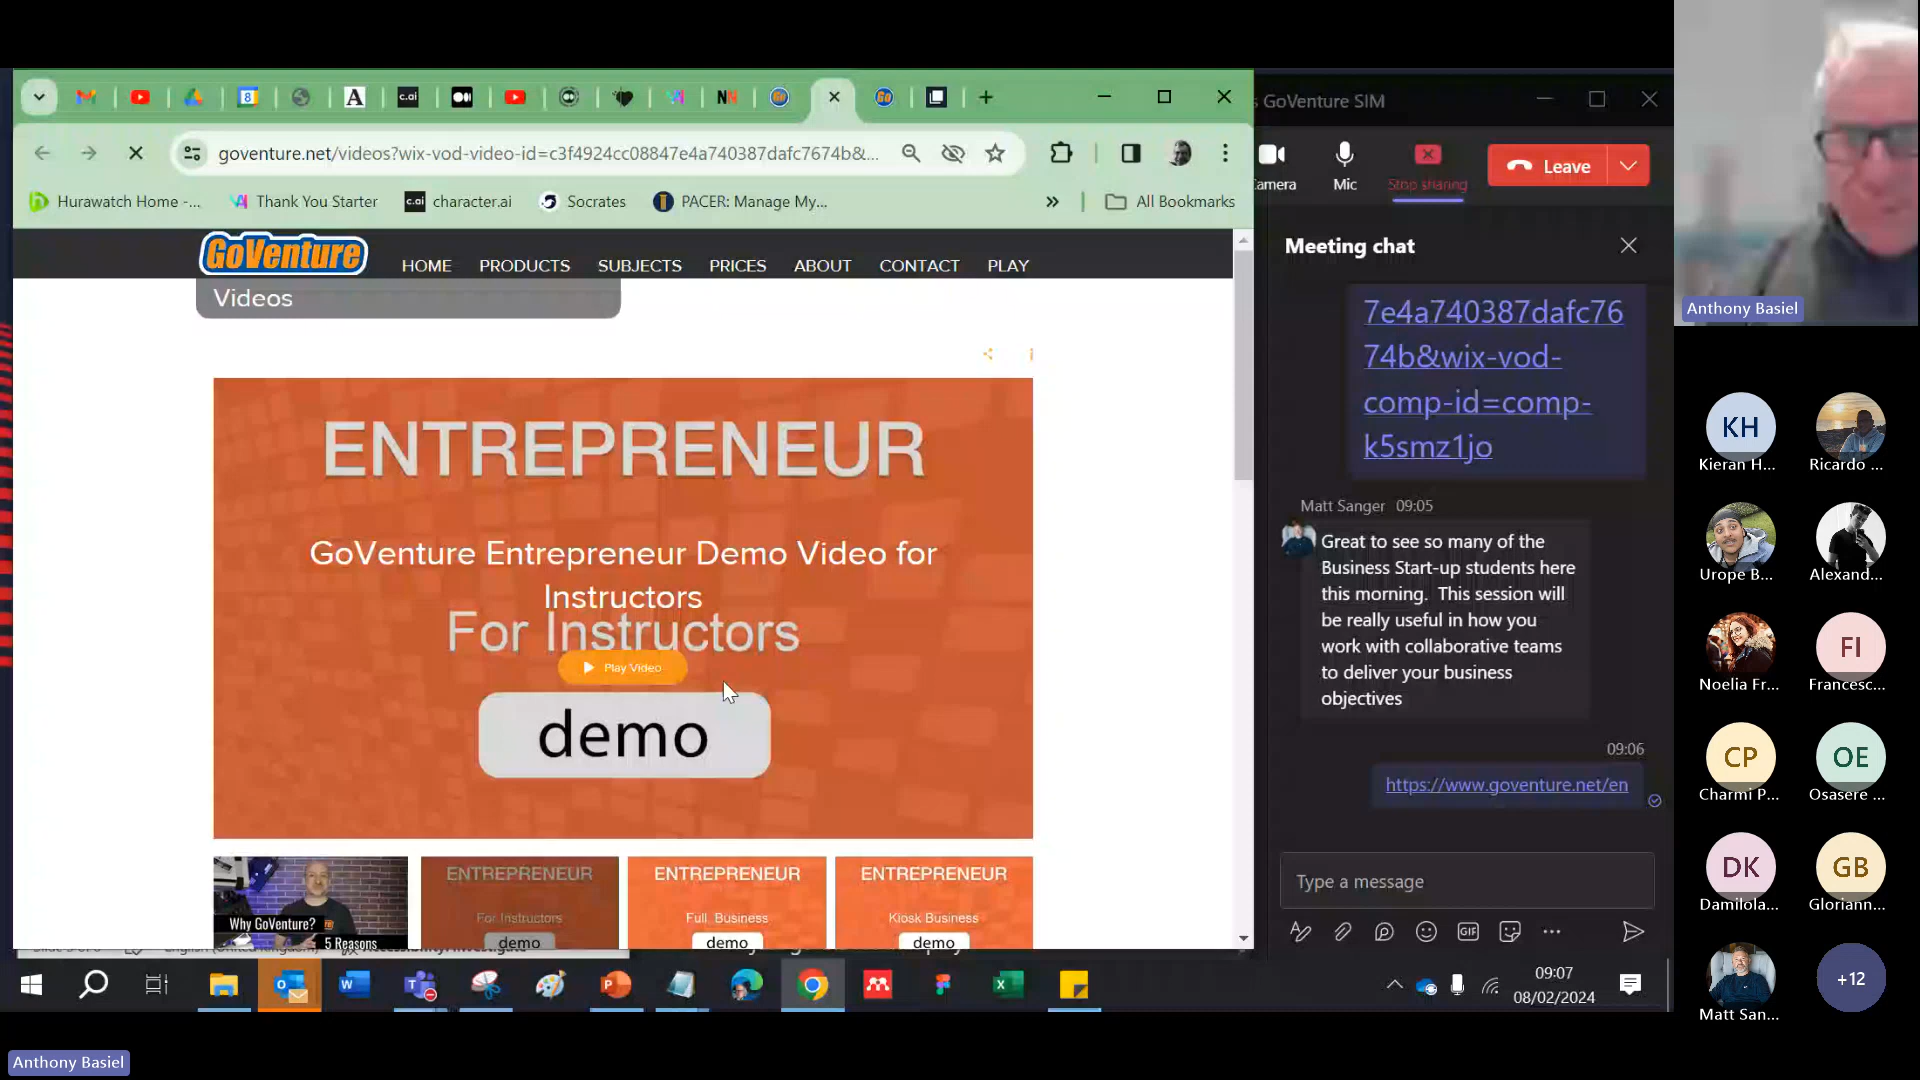 s GoVenture SIM
goventure.net/videos?wix-vod-video-id=c3f4924cc08847e4a740387dafc7674b&...
Camera
Mic
Stop sharing
Leave
Hurawatch Home -...
Thank You Starter
character.ai
Socrates
PACER: Manage My...
»
All Bookmarks
GoVenture
HOME
PRODUCTS
SUBJECTS
PRICES
ABOUT
CONTACT
PLAY
Videos
ENTREPRENEUR
GoVenture Entrepreneur Demo Video for
Instructors
For Instructors
Play Video
demo
Why GoVenture?
5 Reasons
ENTREPRENEUR
For Instructors
demo
ENTREPRENEUR
Full Business
demo
ENTREPRENEUR
Kiosk Business
demo
Meeting chat
7e4a740387dafc76
74b&wix-vod-
comp-id=comp-
k5smz1jo
Matt Sanger 09:05
Great to see so many of the
Business Start-up students here
this morning. This session will
be really useful in how you
work with collaborative teams
to deliver your business
objectives
09:06
https://www.goventure.net/en
Type a message
GIF
09:07
08/02/2024
Anthony Basiel
KH
Kieran H...
Ricardo ...
Urope B...
Alexand...
Noelia Fr...
FI
Francesc...
CP
Charmi P...
OE
Osasere ...
DK
Damilola...
GB
Gloriann...
Matt San...
+12
Anthony Basiel